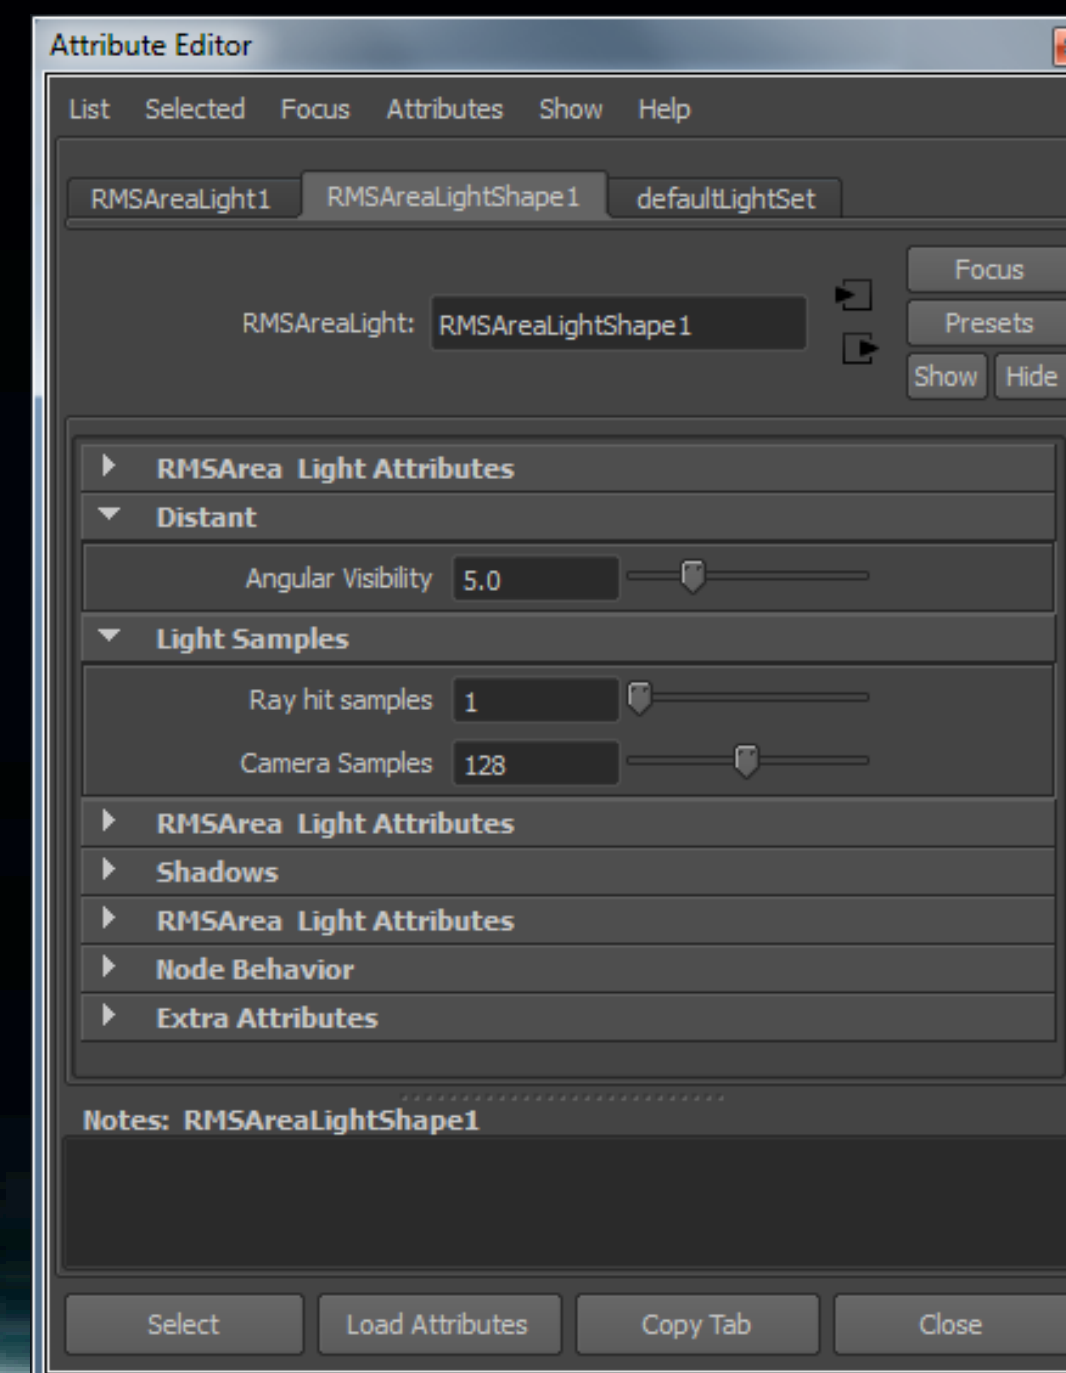 Attribute Editor
List Selected Focus Attributes Show Help
RMSAreaLight1 RMSAreaLightShape1 defaultLightSet
Focus
RMSAreaLight: RMSAreaLightShape1 Presets
Show Hide
RMSArea Light Attributes
Distant
Angular Visibility 5.0
Light Samples
Ray hit samples 1
Camera Samples 128
RMSArea Light Attributes
Shadows
RMSArea Light Attributes
Node Behavior
Extra Attributes
Notes: RMSAreaLightShape1
Select Load Attributes Copy Tab Close